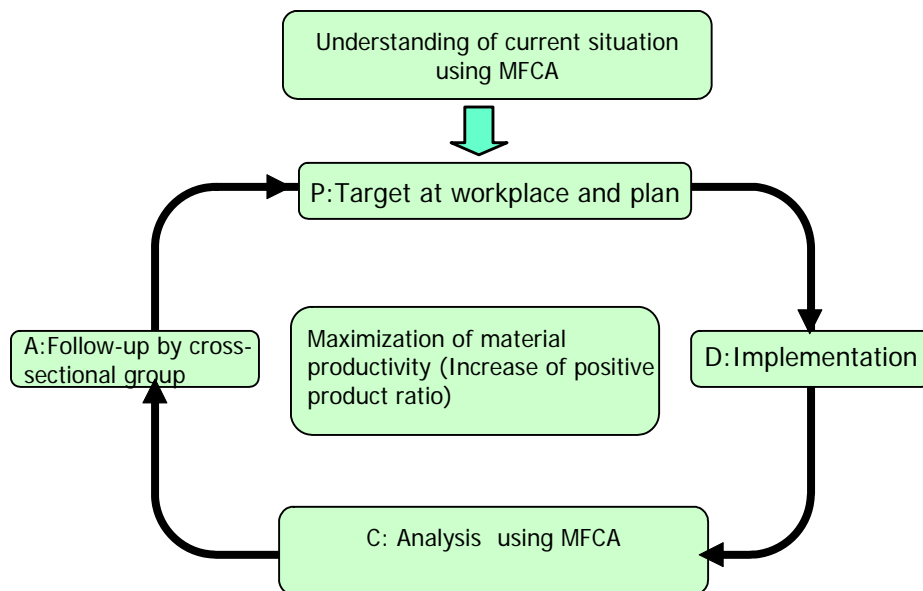 Understanding of current situation
using MFCA
P:Target at workplace and plan
A:Follow-up by cross-
sectional group
Maximization of material
productivity (Increase of positive
product ratio)
D:Implementation
C: Analysis using MFCA